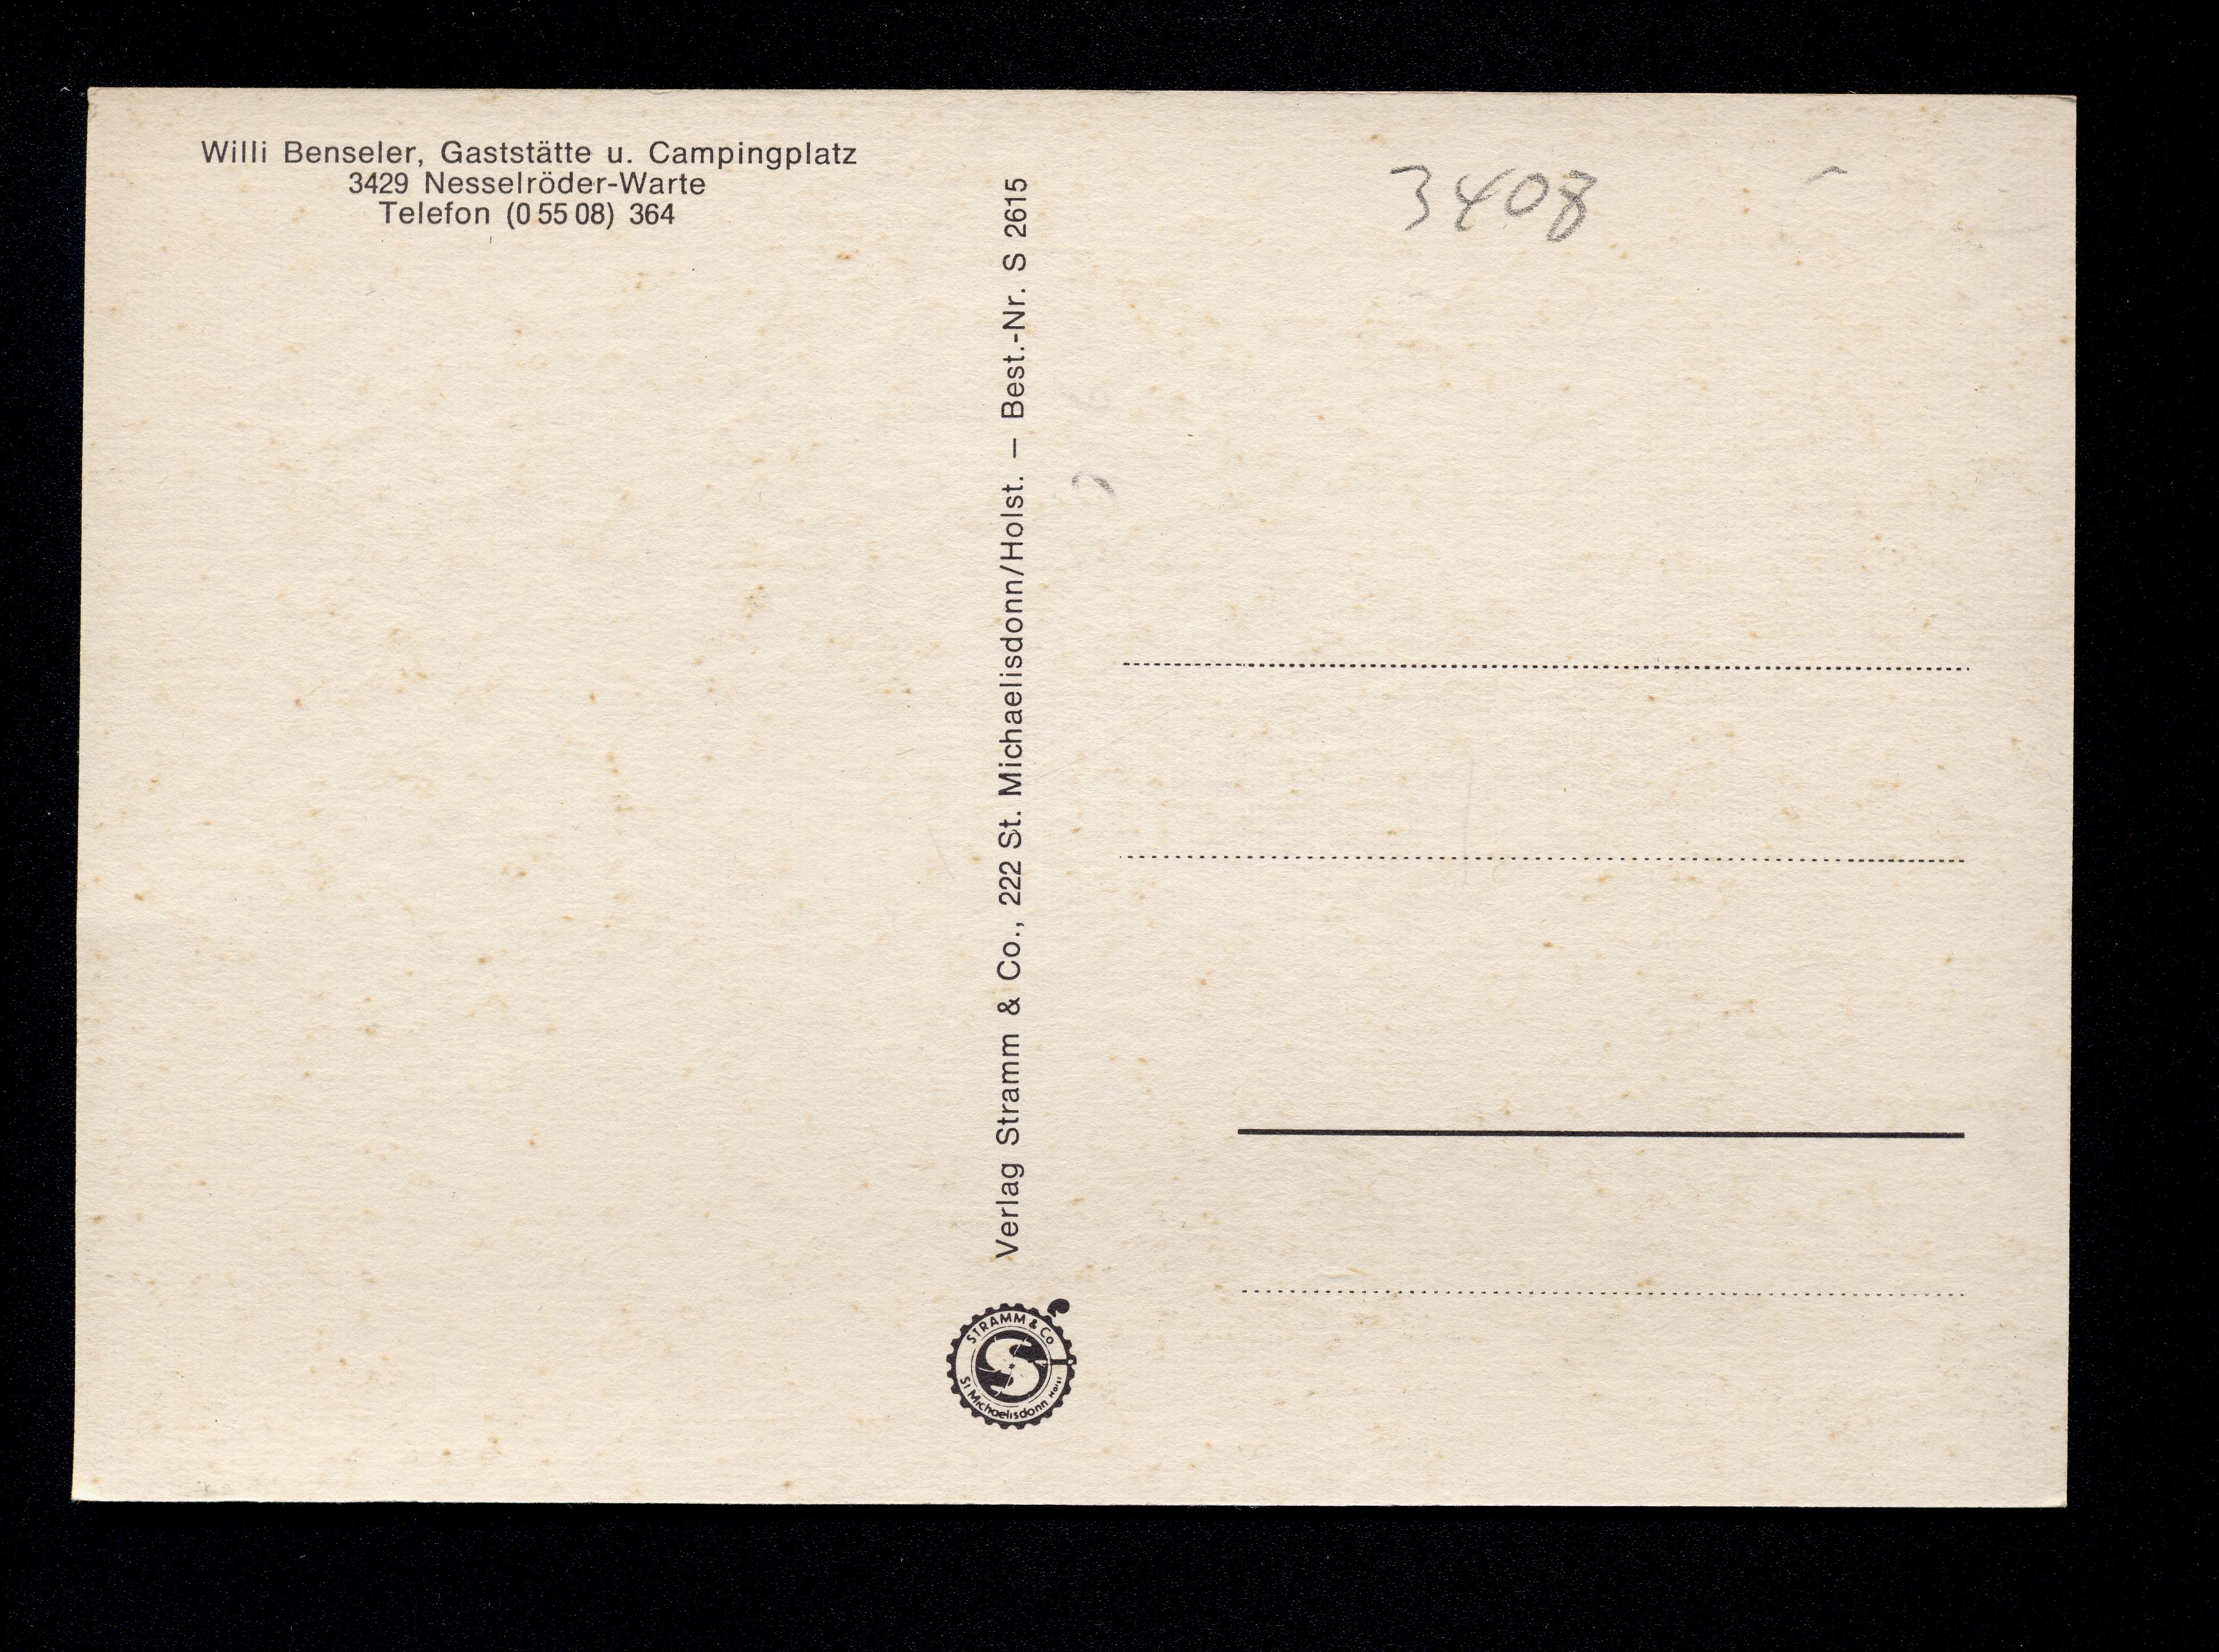 Willi Benseler, Gaststätte u. Campingplatz
3429 Nesselröder-Warte
Telefon (0 55 08) 364
Verlag Stramm & Co., 222 St. Michaelisdonn/Holst. — Best.-Nr. S 2615
3408
STRAMM & Co
St. Michaelisdonn Holst